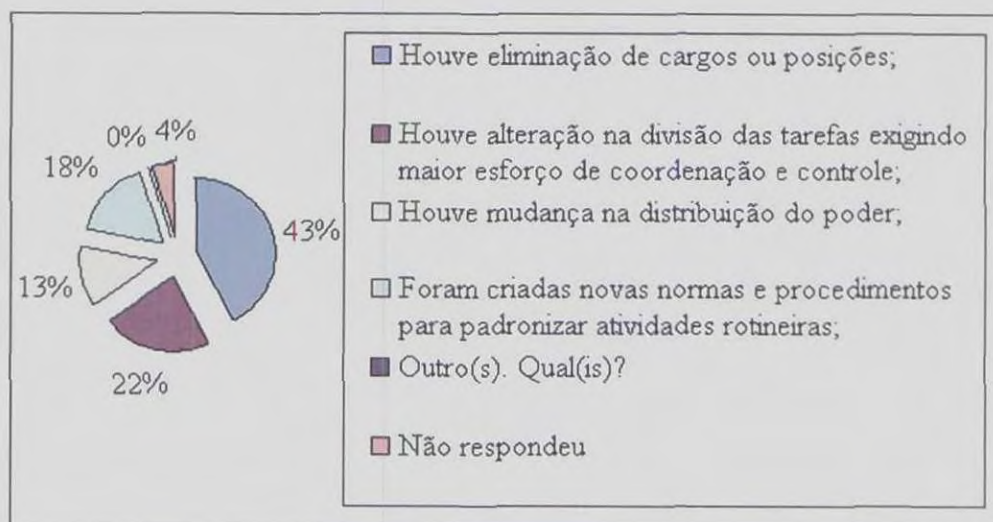 0% 4%
18%
43%
13%
22%
Houve eliminação de cargos ou posições;
Houve alteração na divisão das tarefas exigindo
maior esforço de coordenação e controle;
Houve mudança na distribuição do poder;
Foram criadas novas normas e procedimentos
para padronizar atividades rotineiras;
Outro(s). Qual(is)?
Não respondeu